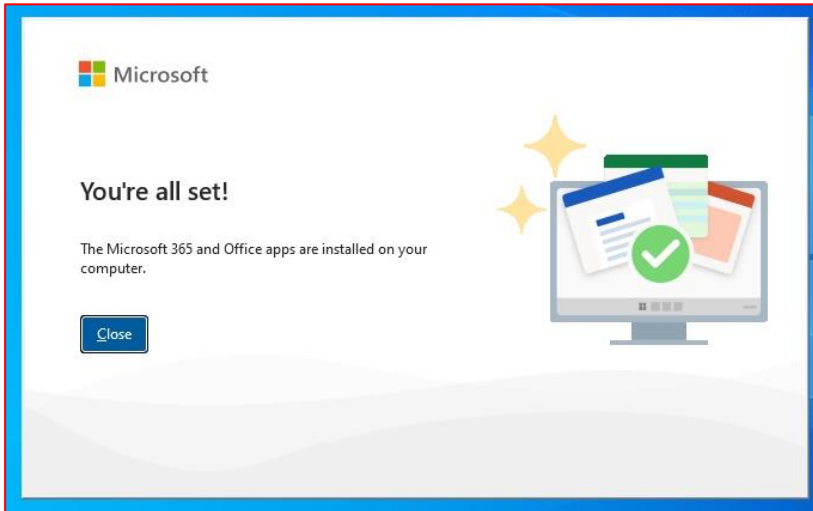 Microsoft
You're all set!
The Microsoft 365 and Office apps are installed on your
computer.
Close